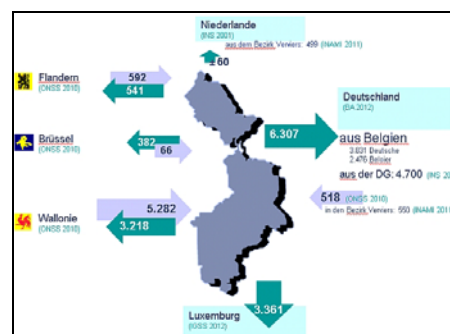 Niederlande
(INS 2001)
aus dem Bezirk Verviers: 499 (INAMI 2011)
±60
Flandern
(ONSS 2010)
592
541
Deutschland
(BA 2012)
6.307
Brüssel
(ONSS 2010)
382
66
aus Belgien
3.831 Deutsche
2.476 Belgier
aus der DG: 4.700 (INS 20
518 (ONSS 2010)
in den Bezirk Verviers: 550 (INAMI 2011
Wallonie
(ONSS 2010)
5.282
3.218
3.361
Luxemburg
(IGSS 2012)